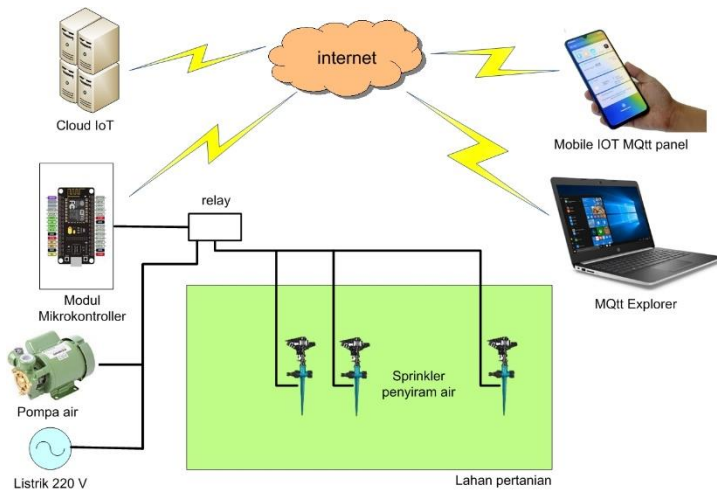 internet
Cloud IoT
Mobile IOT MQtt panel
relay
Modul
Mikrokontroller
MQtt Explorer
Pompa air
Sprinkler
penyiram air
Listrik 220 V
Lahan pertanian